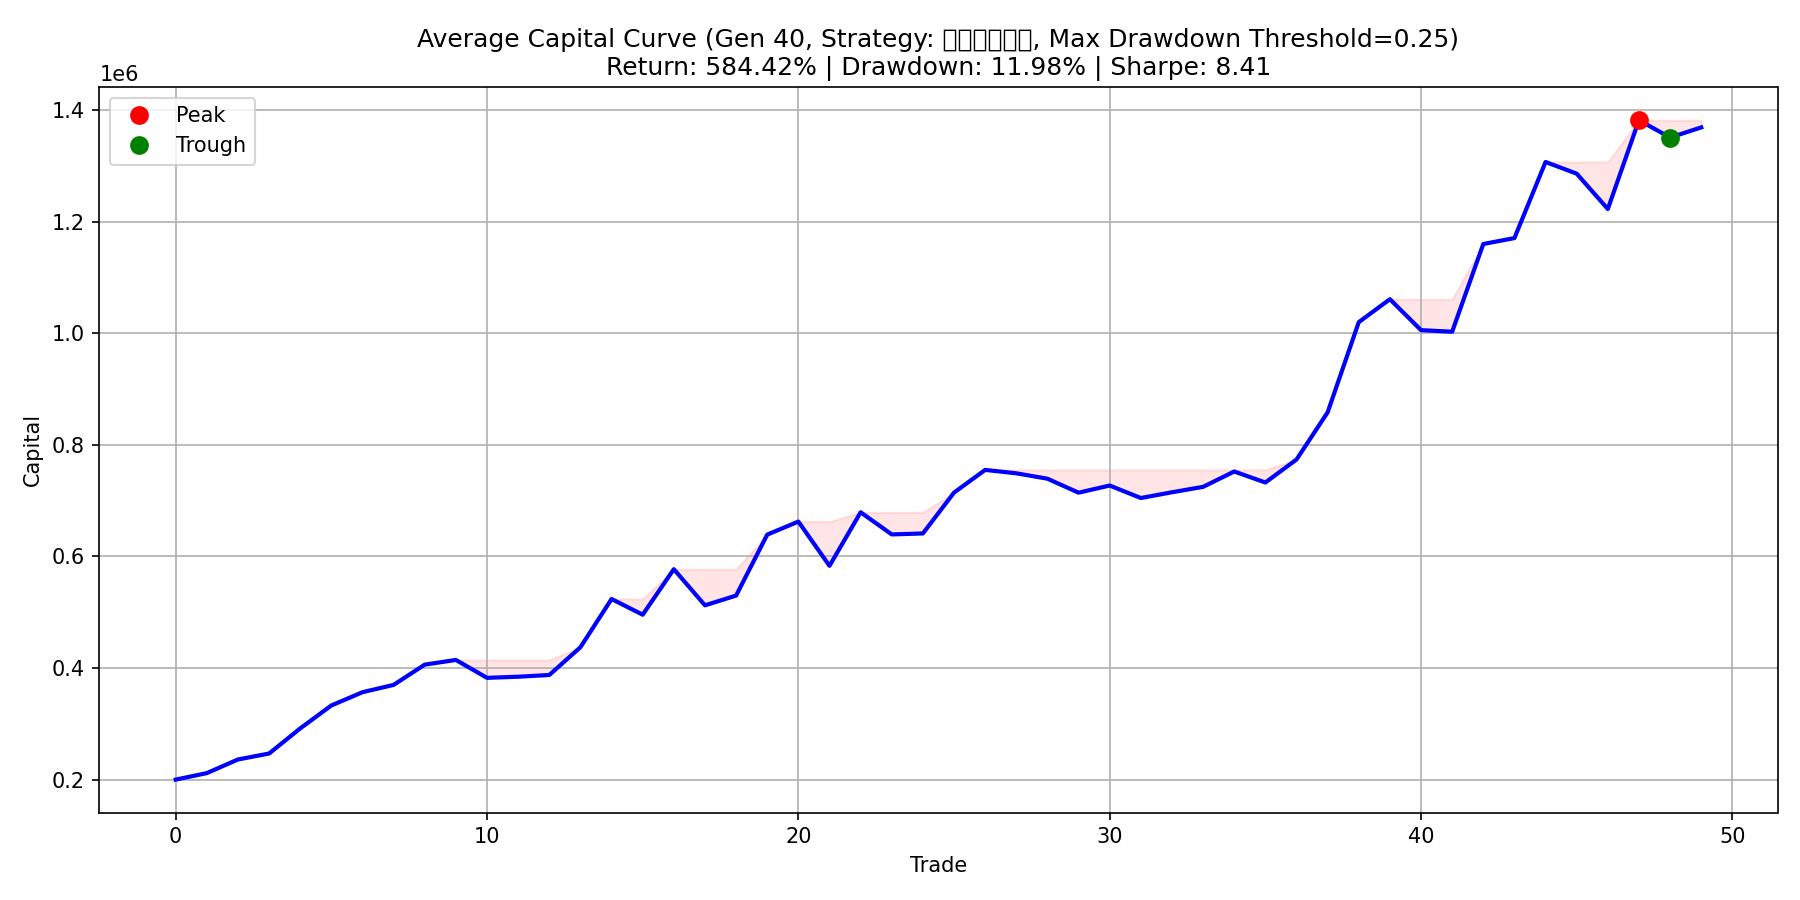 Average Capital Curve (Gen 40, Strategy: □□□□□□, Max Drawdown Threshold=0.25)
Return: 584.42% | Drawdown: 11.98% | Sharpe: 8.41
1e6
1.4
1.2
1.0
0.8
0.6
0.4
0.2
Peak
Trough
Capital
0
10
20
30
40
50
Trade